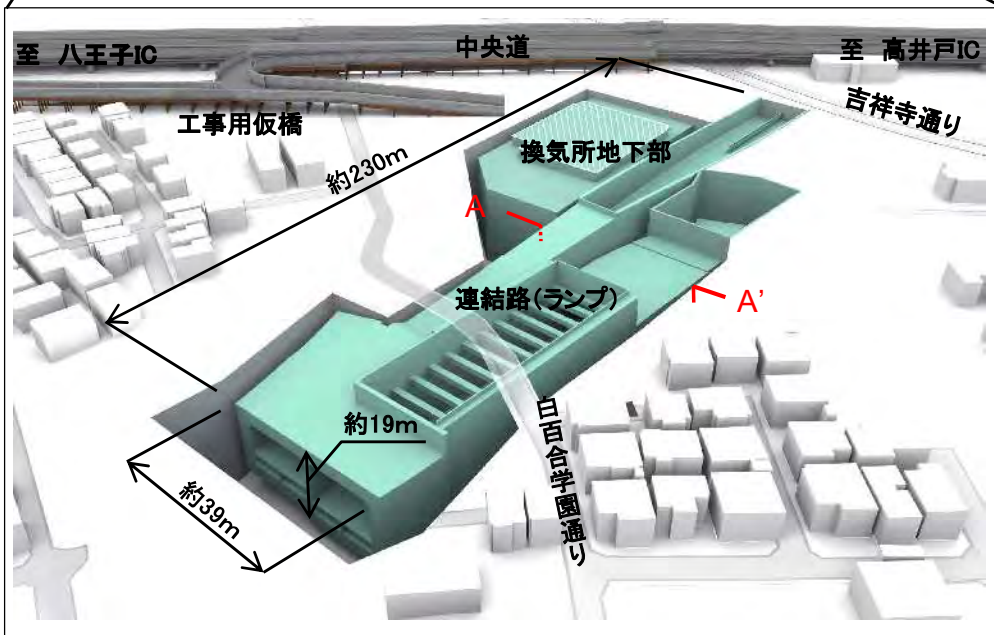 至 八王子IC
中央道
至 高井戸IC
吉祥寺通り
工事用仮橋
換気所地下部
約230m
A
連結路(ランプ)
A'
約19m
約39m
白百合学園通り